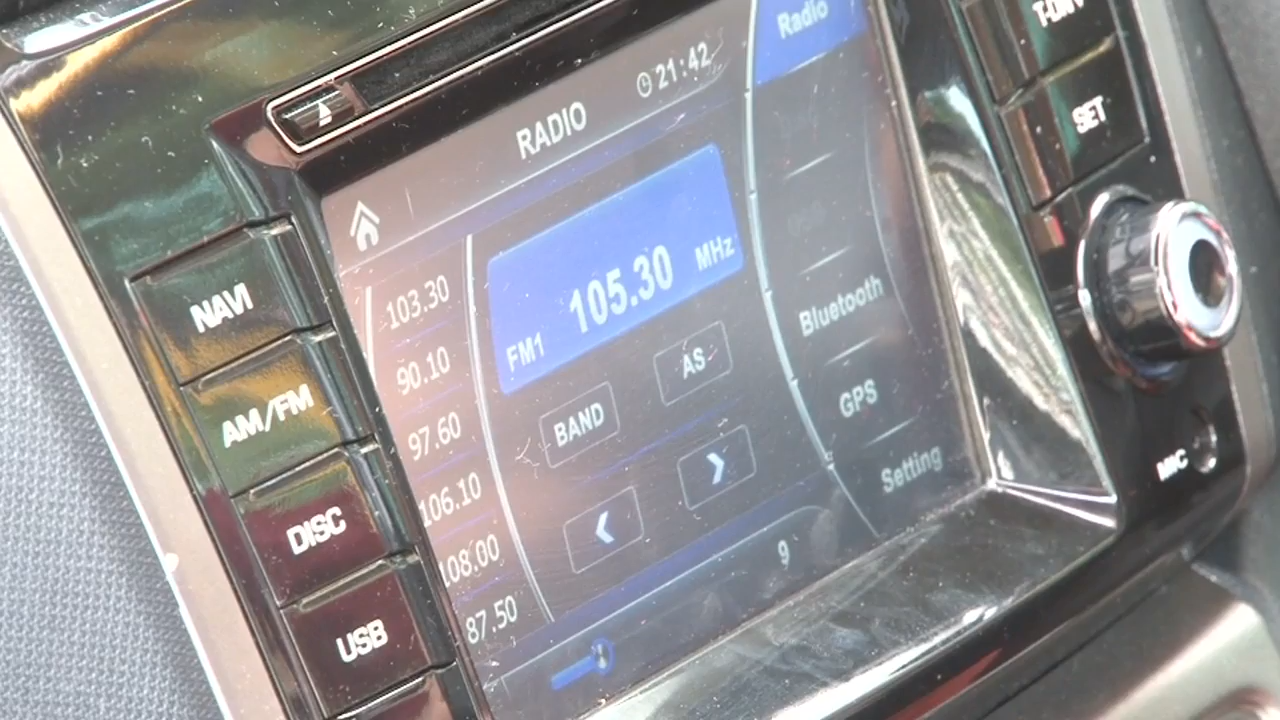 T-DMV
SET
Radio
21:42
RADIO
NAVI
AM/FM
DISC
USB
103.30
90.10
97.60
106.10
108.00
87.50
105.30 MHz
FM1
AS
BAND
Bluetooth
GPS
Setting
9
MIC